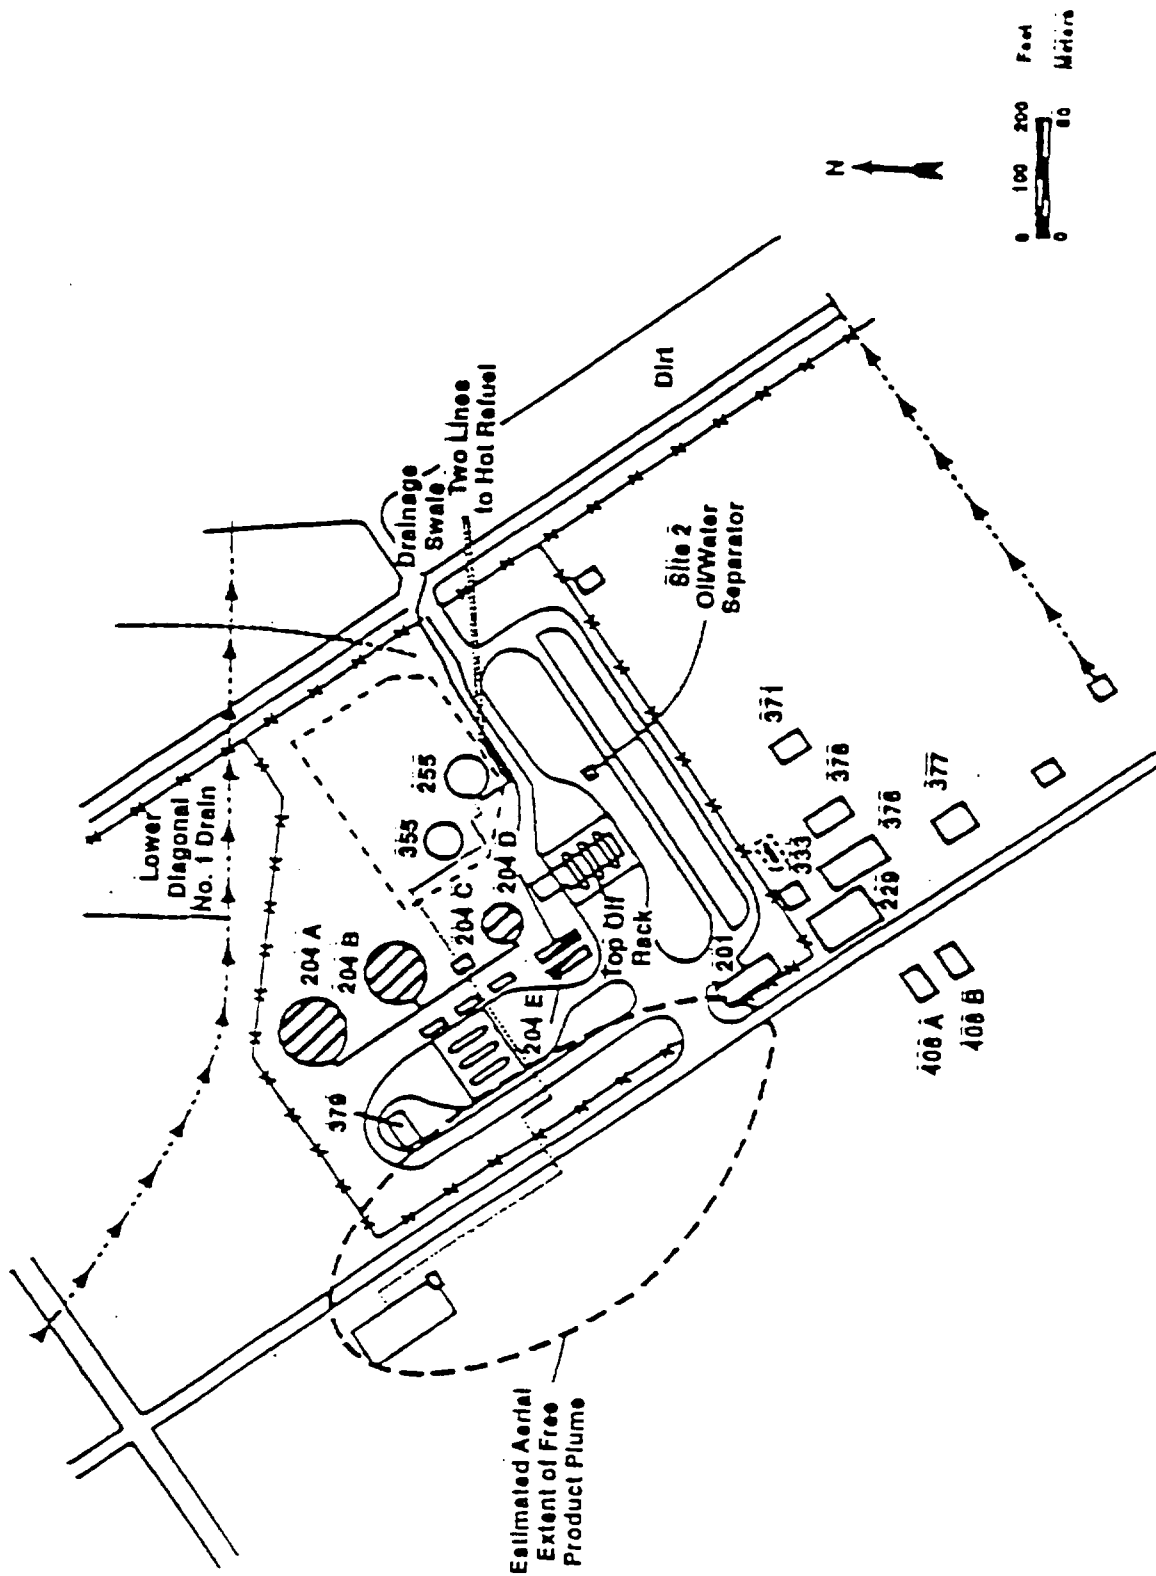 Lower
Diagonal
No. 1 Drain
Drainage
Swale
Two Lines
to Hot Refuel
Dirt
204 A
204 B
204 C
204 D
355
255
379
204 E
Top Off
Rack
201
Site 2
Oil/Water
Separator
371
378
376
333
229
377
408 A
408 B
Estimated Aerial
Extent of Free
Product Plume
N
0 100 200 Feet
0 60 Meters